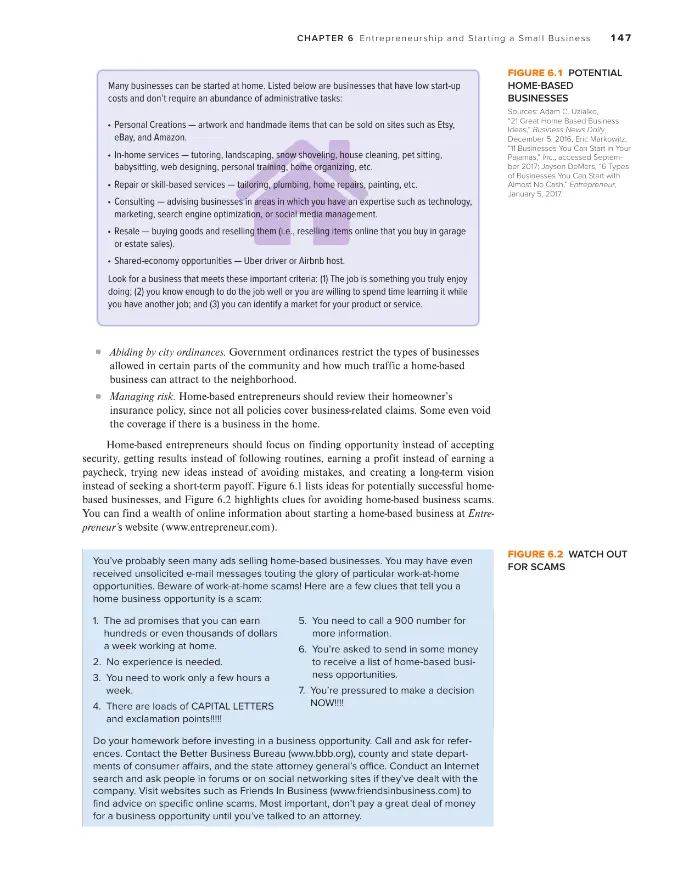 CHAPTER 6 Entrepreneurship and Starting a Small Business 147
Many businesses can be started at home. Listed below are businesses that have low start-up
costs and don't require an abundance of administrative tasks:
• Personal Creations — artwork and handmade items that can be sold on sites such as Etsy,
eBay, and Amazon.
• In-home services — tutoring, landscaping, snow shoveling, house cleaning, pet sitting,
babysitting, web designing, personal training, home organizing, etc.
• Repair or skill-based services — tailoring, plumbing, home repairs, painting, etc.
• Consulting — advising businesses in areas in which you have an expertise such as technology,
marketing, search engine optimization, or social media management.
• Resale — buying goods and reselling them (i.e., reselling items online that you buy in garage
or estate sales).
• Shared-economy opportunities — Uber driver or Airbnb host.
Look for a business that meets these important criteria: (1) The job is something you truly enjoy
doing; (2) you know enough to do the job well or you are willing to spend time learning it while
you have another job; and (3) you can identify a market for your product or service.
FIGURE 6.1 POTENTIAL
HOME-BASED
BUSINESSES
Sources: Adam C. Uzialko,
"21 Great Home Based Business
Ideas," Business News Daily,
December 5, 2016; Eric Markowitz,
"11 Businesses You Can Start in Your
Pajamas," Inc., accessed Septem-
ber 2017; Jayson DeMers, "6 Types
of Businesses You Can Start with
Almost No Cash," Entrepreneur,
January 5, 2017.
• Abiding by city ordinances. Government ordinances restrict the types of businesses
allowed in certain parts of the community and how much traffic a home-based
business can attract to the neighborhood.
• Managing risk. Home-based entrepreneurs should review their homeowner's
insurance policy, since not all policies cover business-related claims. Some even void
the coverage if there is a business in the home.
Home-based entrepreneurs should focus on finding opportunity instead of accepting
security, getting results instead of following routines, earning a profit instead of earning a
paycheck, trying new ideas instead of avoiding mistakes, and creating a long-term vision
instead of seeking a short-term payoff. Figure 6.1 lists ideas for potentially successful home-
based businesses, and Figure 6.2 highlights clues for avoiding home-based business scams.
You can find a wealth of online information about starting a home-based business at Entre-
preneur's website (www.entrepreneur.com).
You've probably seen many ads selling home-based businesses. You may have even
received unsolicited e-mail messages touting the glory of particular work-at-home
opportunities. Beware of work-at-home scams! Here are a few clues that tell you a
home business opportunity is a scam:
1. The ad promises that you can earn
hundreds or even thousands of dollars
a week working at home.
2. No experience is needed.
3. You need to work only a few hours a
week.
4. There are loads of CAPITAL LETTERS
and exclamation points!!!!!
5. You need to call a 900 number for
more information.
6. You're asked to send in some money
to receive a list of home-based busi-
ness opportunities.
7. You're pressured to make a decision
NOW!!!!
Do your homework before investing in a business opportunity. Call and ask for refer-
ences. Contact the Better Business Bureau (www.bbb.org), county and state depart-
ments of consumer affairs, and the state attorney general's office. Conduct an Internet
search and ask people in forums or on social networking sites if they've dealt with the
company. Visit websites such as Friends In Business (www.friendsinbusiness.com) to
find advice on specific online scams. Most important, don't pay a great deal of money
for a business opportunity until you've talked to an attorney.
FIGURE 6.2 WATCH OUT
FOR SCAMS